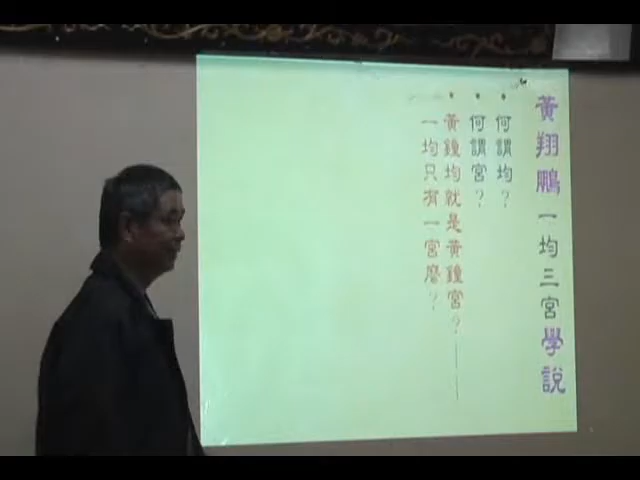 黃翔鵬一均三宮學說
• 何謂均？
• 何謂宮？
• 黃鐘均就是黃鐘宮？——
一均只有一宮麼？